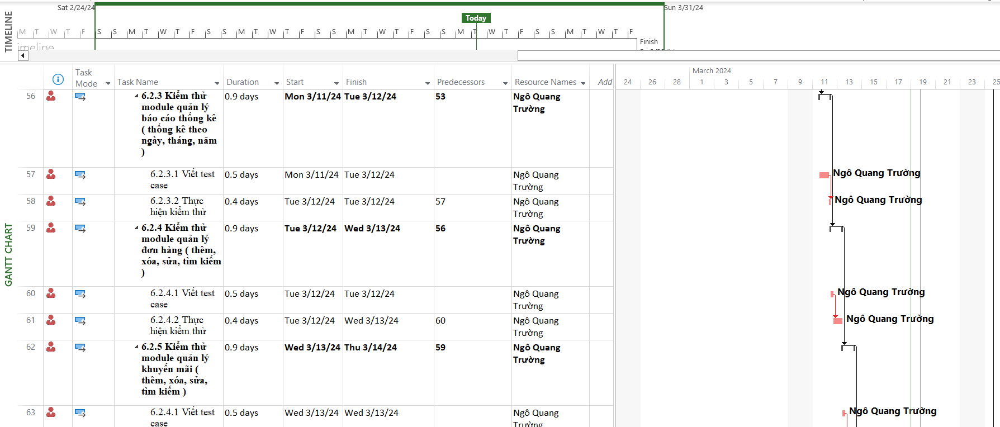 Sat 2/24/24
Sun 3/31/24
Today
TIMELINE
M T W T F S S M T W T F S S M T W T F S S M T W T F S S M T W T F S S M T W T F
Finish
imeline
Task Mode Task Name Duration Start Finish Predecessors Resource Names Add
March 2024
24 26 28 1 3 5 7 9 11 13 15 17 19 21 23 25
GANTT CHART
56 6.2.3 Kiểm thử 0.9 days Mon 3/11/24 Tue 3/12/24 53 Ngô Quang
module quản lý Trường
báo cáo thống kê
( thống kê theo
ngày, tháng, năm
)
57 6.2.3.1 Viết test 0.5 days Mon 3/11/24 Tue 3/12/24 Ngô Quang Ngô Quang Trường
case Trường
58 6.2.3.2 Thực 0.4 days Tue 3/12/24 Tue 3/12/24 57 Ngô Quang Ngô Quang Trường
hiện kiểm thử Trường
59 6.2.4 Kiểm thử 0.9 days Tue 3/12/24 Wed 3/13/24 56 Ngô Quang
module quản lý Trường
đơn hàng ( thêm,
xóa, sửa, tìm kiếm
)
60 6.2.4.1 Viết test 0.5 days Tue 3/12/24 Tue 3/12/24 Ngô Quang Ngô Quang Trường
case Trường
61 6.2.4.2 Thực 0.4 days Tue 3/12/24 Wed 3/13/24 60 Ngô Quang Ngô Quang Trường
hiện kiểm thử Trường
62 6.2.5 Kiểm thử 0.9 days Wed 3/13/24 Thu 3/14/24 59 Ngô Quang
module quản lý Trường
khuyến mãi (
thêm, xóa, sửa,
tìm kiếm )
63 6.2.4.1 Viết test 0.5 days Wed 3/13/24 Wed 3/13/24 Ngô Quang Ngô Quang Trường
case Trường